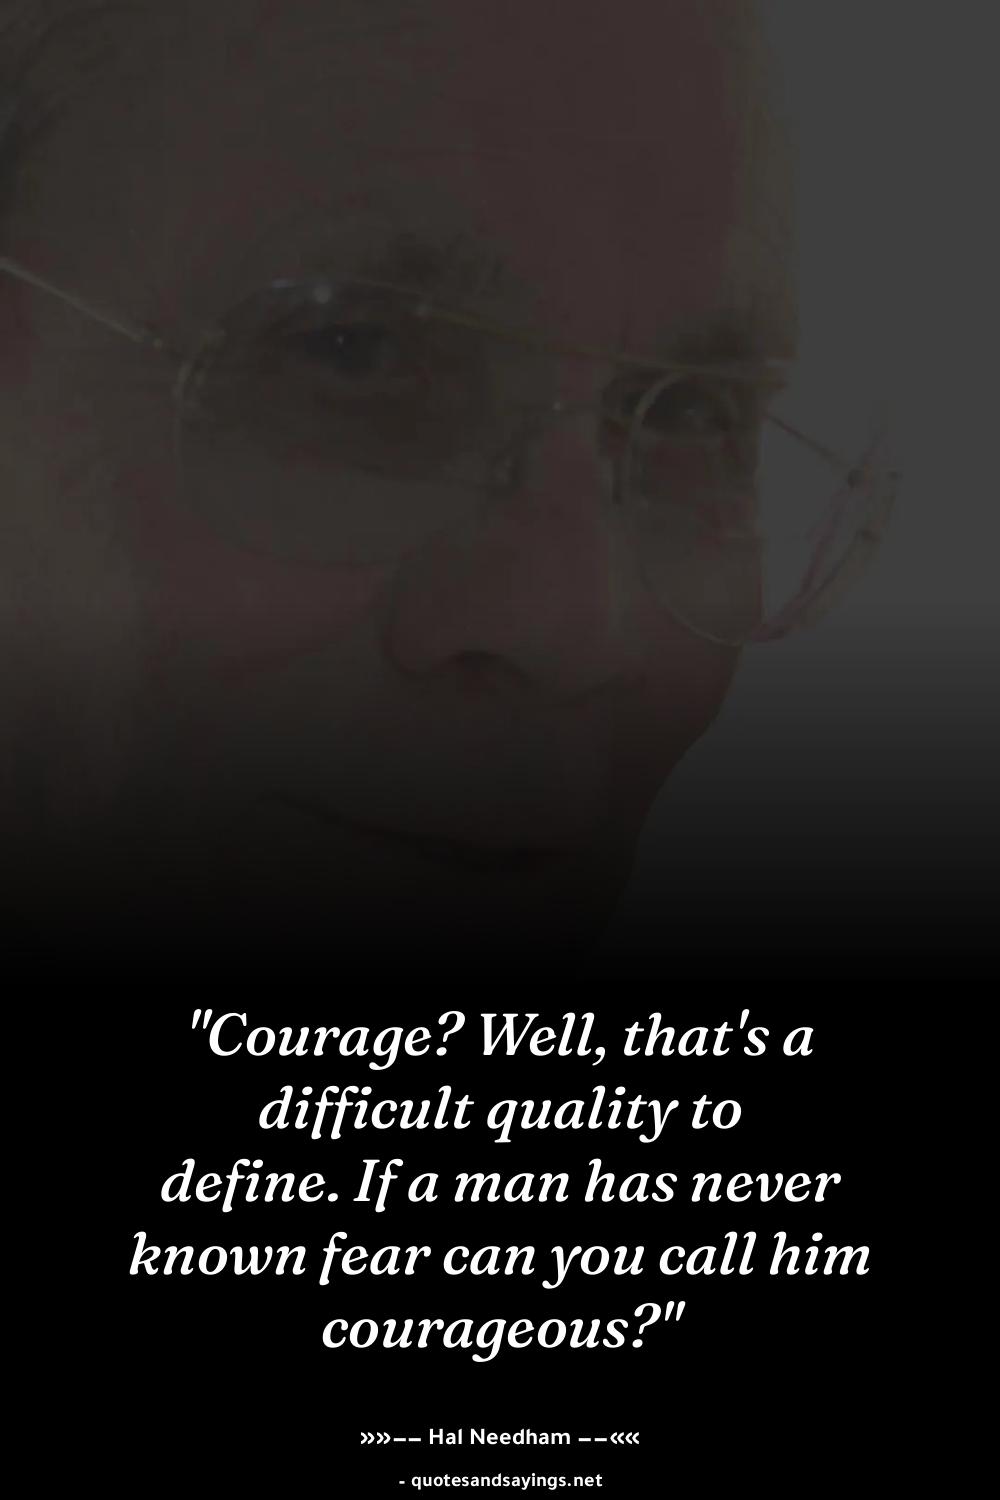 "Courage? Well, that's a
difficult quality to
define. If a man has never
known fear can you call him
courageous?"
»»–– Hal Needham ––««
- quotesandsayings.net